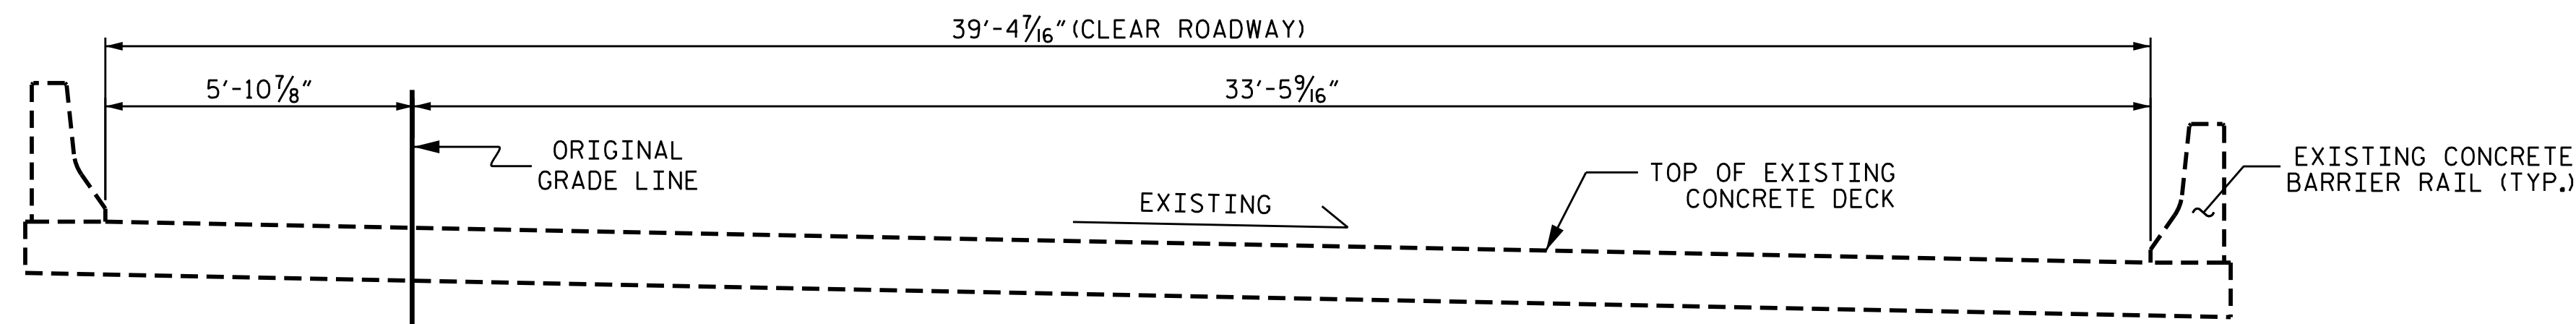 39'-4 7/16" (CLEAR ROADWAY)
5'-10 7/8"
33'-5 9/16"
ORIGINAL
GRADE LINE
EXISTING
TOP OF EXISTING
CONCRETE DECK
EXISTING CONCRETE
BARRIER RAIL (TYP.)